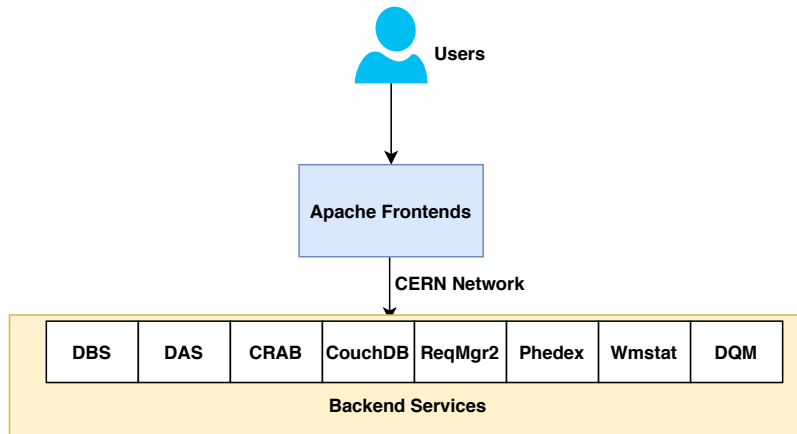 Users
Apache Frontends
CERN Network
DBS DAS CRAB CouchDB ReqMgr2 Phedex Wmstat DQM
Backend Services